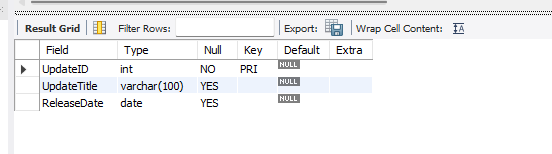 Result Grid Filter Rows: Export: Wrap Cell Content: IA
Field Type Null Key Default Extra
UpdateID int NO PRI NULL
UpdateTitle varchar(100) YES NULL
ReleaseDate date YES NULL